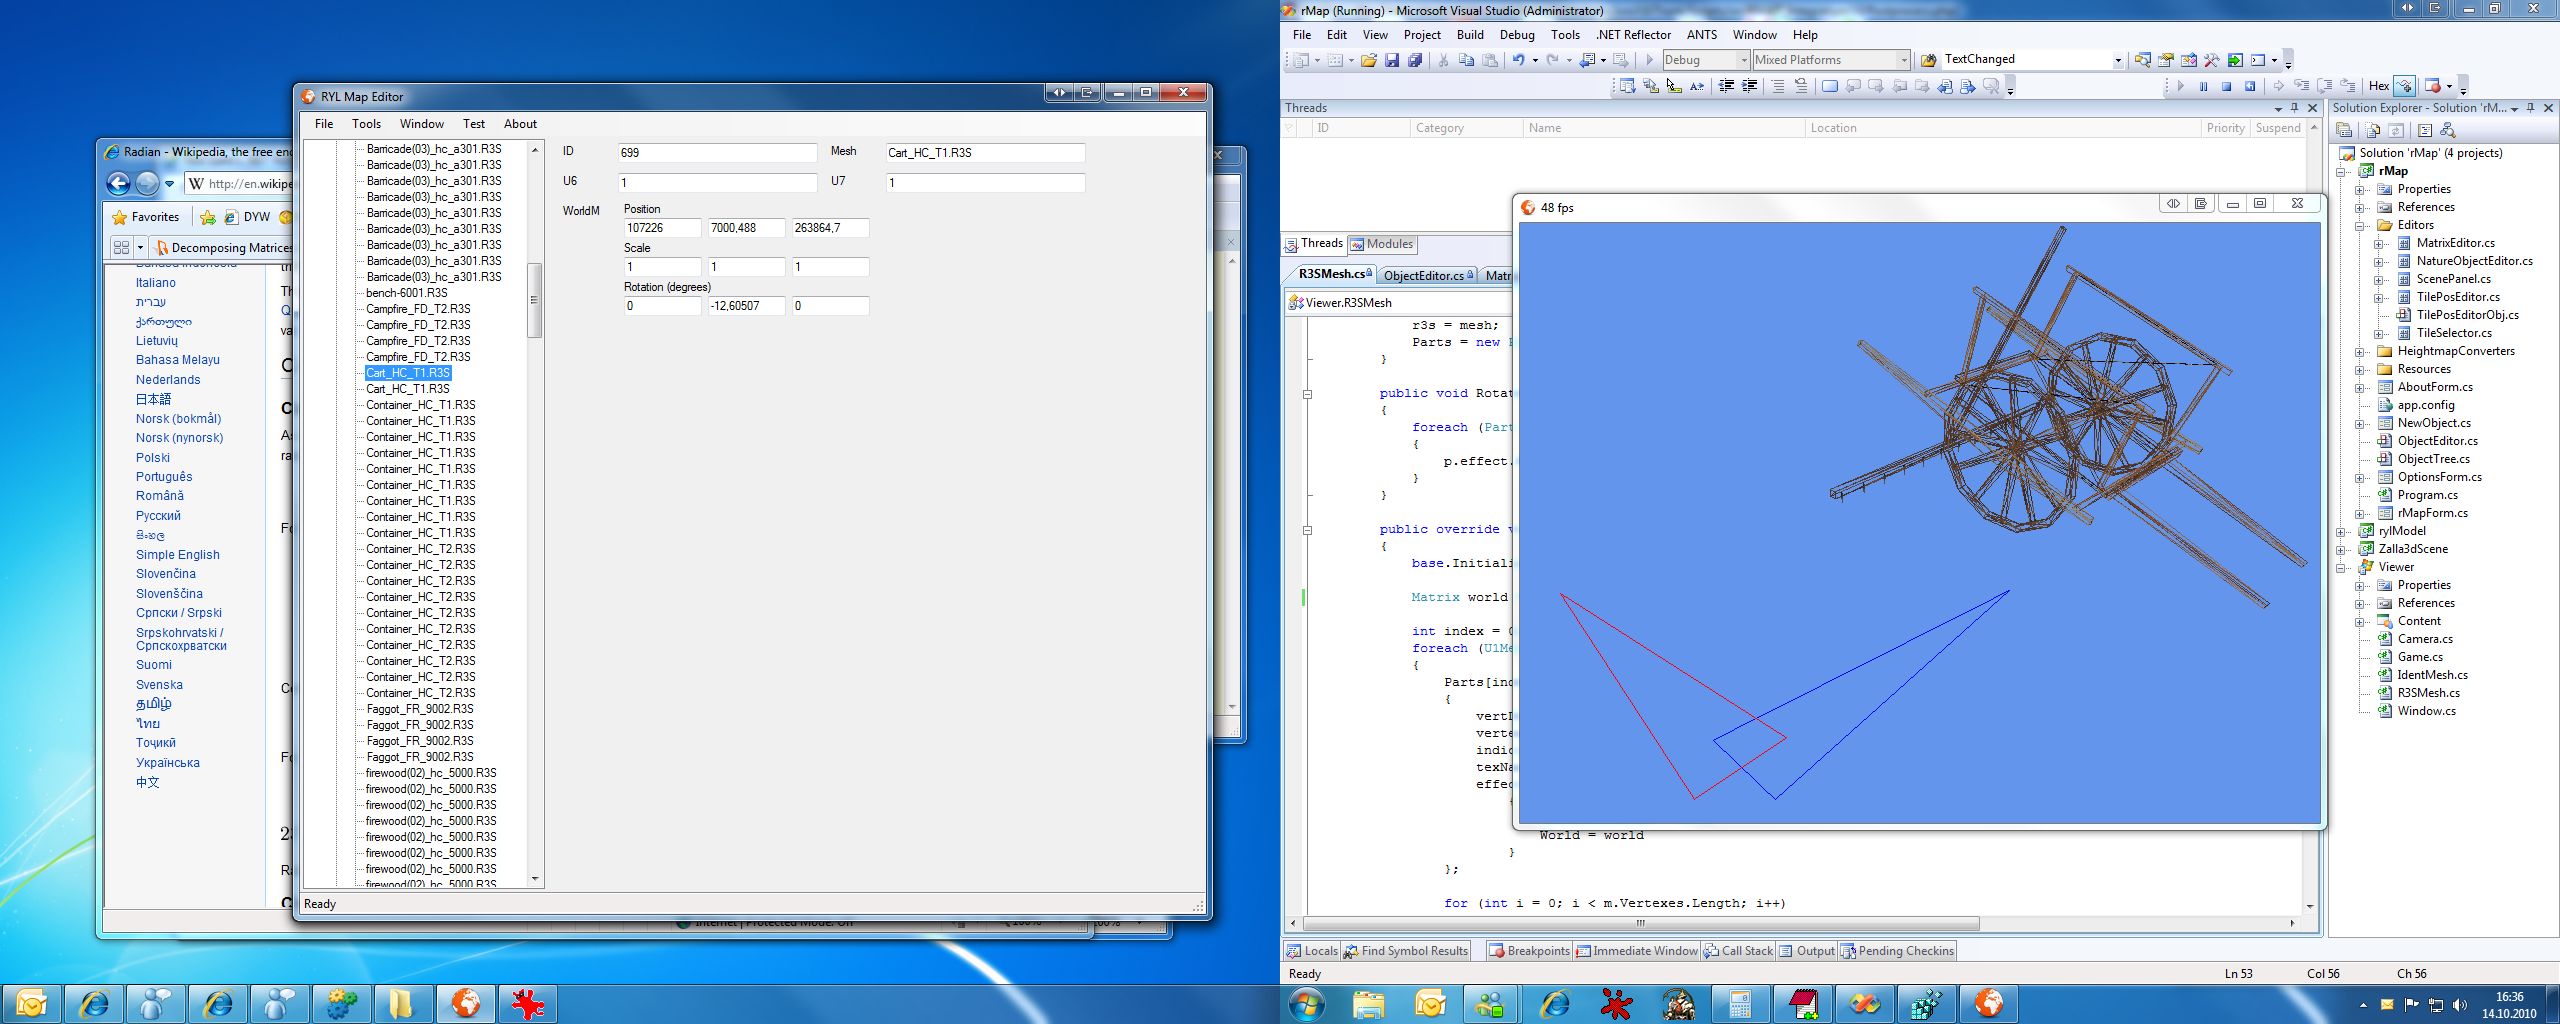 Radian - Wikipedia, the free en
http://en.wikipe
Favorites
DYW
Decomposing Matrices
Italiano
עברית
ქართული
Lietuvių
Bahasa Melayu
Nederlands
日本語
Norsk (bokmål)
Norsk (nynorsk)
Polski
Português
Română
Русский
සිංහල
Simple English
Slovenčina
Slovenščina
Српски / Srpski
Srpskohrvatski /
Српскохрватски
Suomi
Svenska
தமிழ்
ไทย
Тоҷикӣ
Українська
中文
RYL Map Editor
File Tools Window Test About
Barricade(03)_hc_a301.R3S
Barricade(03)_hc_a301.R3S
Barricade(03)_hc_a301.R3S
Barricade(03)_hc_a301.R3S
Barricade(03)_hc_a301.R3S
Barricade(03)_hc_a301.R3S
Barricade(03)_hc_a301.R3S
Barricade(03)_hc_a301.R3S
Barricade(03)_hc_a301.R3S
bench-6001.R3S
Campfire_FD_T2.R3S
Campfire_FD_T2.R3S
Campfire_FD_T2.R3S
Campfire_FD_T2.R3S
Cart_HC_T1.R3S
Cart_HC_T1.R3S
Container_HC_T1.R3S
Container_HC_T1.R3S
Container_HC_T1.R3S
Container_HC_T1.R3S
Container_HC_T1.R3S
Container_HC_T1.R3S
Container_HC_T1.R3S
Container_HC_T1.R3S
Container_HC_T1.R3S
Container_HC_T2.R3S
Container_HC_T2.R3S
Container_HC_T2.R3S
Container_HC_T2.R3S
Container_HC_T2.R3S
Container_HC_T2.R3S
Container_HC_T2.R3S
Container_HC_T2.R3S
Container_HC_T2.R3S
Container_HC_T2.R3S
Faggot_FR_9002.R3S
Faggot_FR_9002.R3S
Faggot_FR_9002.R3S
Faggot_FR_9002.R3S
firewood(02)_hc_5000.R3S
firewood(02)_hc_5000.R3S
firewood(02)_hc_5000.R3S
firewood(02)_hc_5000.R3S
firewood(02)_hc_5000.R3S
firewood(02)_hc_5000.R3S
firewood(02)_hc_5000.R3S
firewood(02)_hc_5000.R3S
ID 699 Mesh Cart_HC_T1.R3S
U6 1 U7 1
WorldM Position
107226 7000,488 263864,7
Scale
1 1 1
Rotation (degrees)
0 -12,60507 0
Ready
Internet | Protected Mode: Off
rMap (Running) - Microsoft Visual Studio (Administrator)
File Edit View Project Build Debug Tools .NET Reflector ANTS Window Help
Debug Mixed Platforms TextChanged
Hex
Threads
ID Category Name Location Priority Suspend
Threads Modules
R3SMesh.cs ObjectEditor.cs Matr
Viewer.R3SMesh
r3s = mesh;
Parts = new
}
public void Rotat
{
foreach (Part
{
p.effect.
}
}
public override v
{
base.Initiali
Matrix world
int index = 0
foreach (U1Me
{
Parts[ind
{
vertD
verte
indic
texNa
effec
{
World = world
}
};
for (int i = 0; i < m.Vertexes.Length; i++)
48 fps
Solution Explorer - Solution 'rM...
Solution 'rMap' (4 projects)
rMap
Properties
References
Editors
MatrixEditor.cs
NatureObjectEditor.cs
ScenePanel.cs
TilePosEditor.cs
TilePosEditorObj.cs
TileSelector.cs
HeightmapConverters
Resources
AboutForm.cs
app.config
NewObject.cs
ObjectEditor.cs
ObjectTree.cs
OptionsForm.cs
Program.cs
rMapForm.cs
rylModel
Zalla3dScene
Viewer
Properties
References
Content
Camera.cs
Game.cs
IdentMesh.cs
R3SMesh.cs
Window.cs
Locals Find Symbol Results Breakpoints Immediate Window Call Stack Output Pending Checkins
Ready Ln 53 Col 56 Ch 56
16:36
14.10.2010